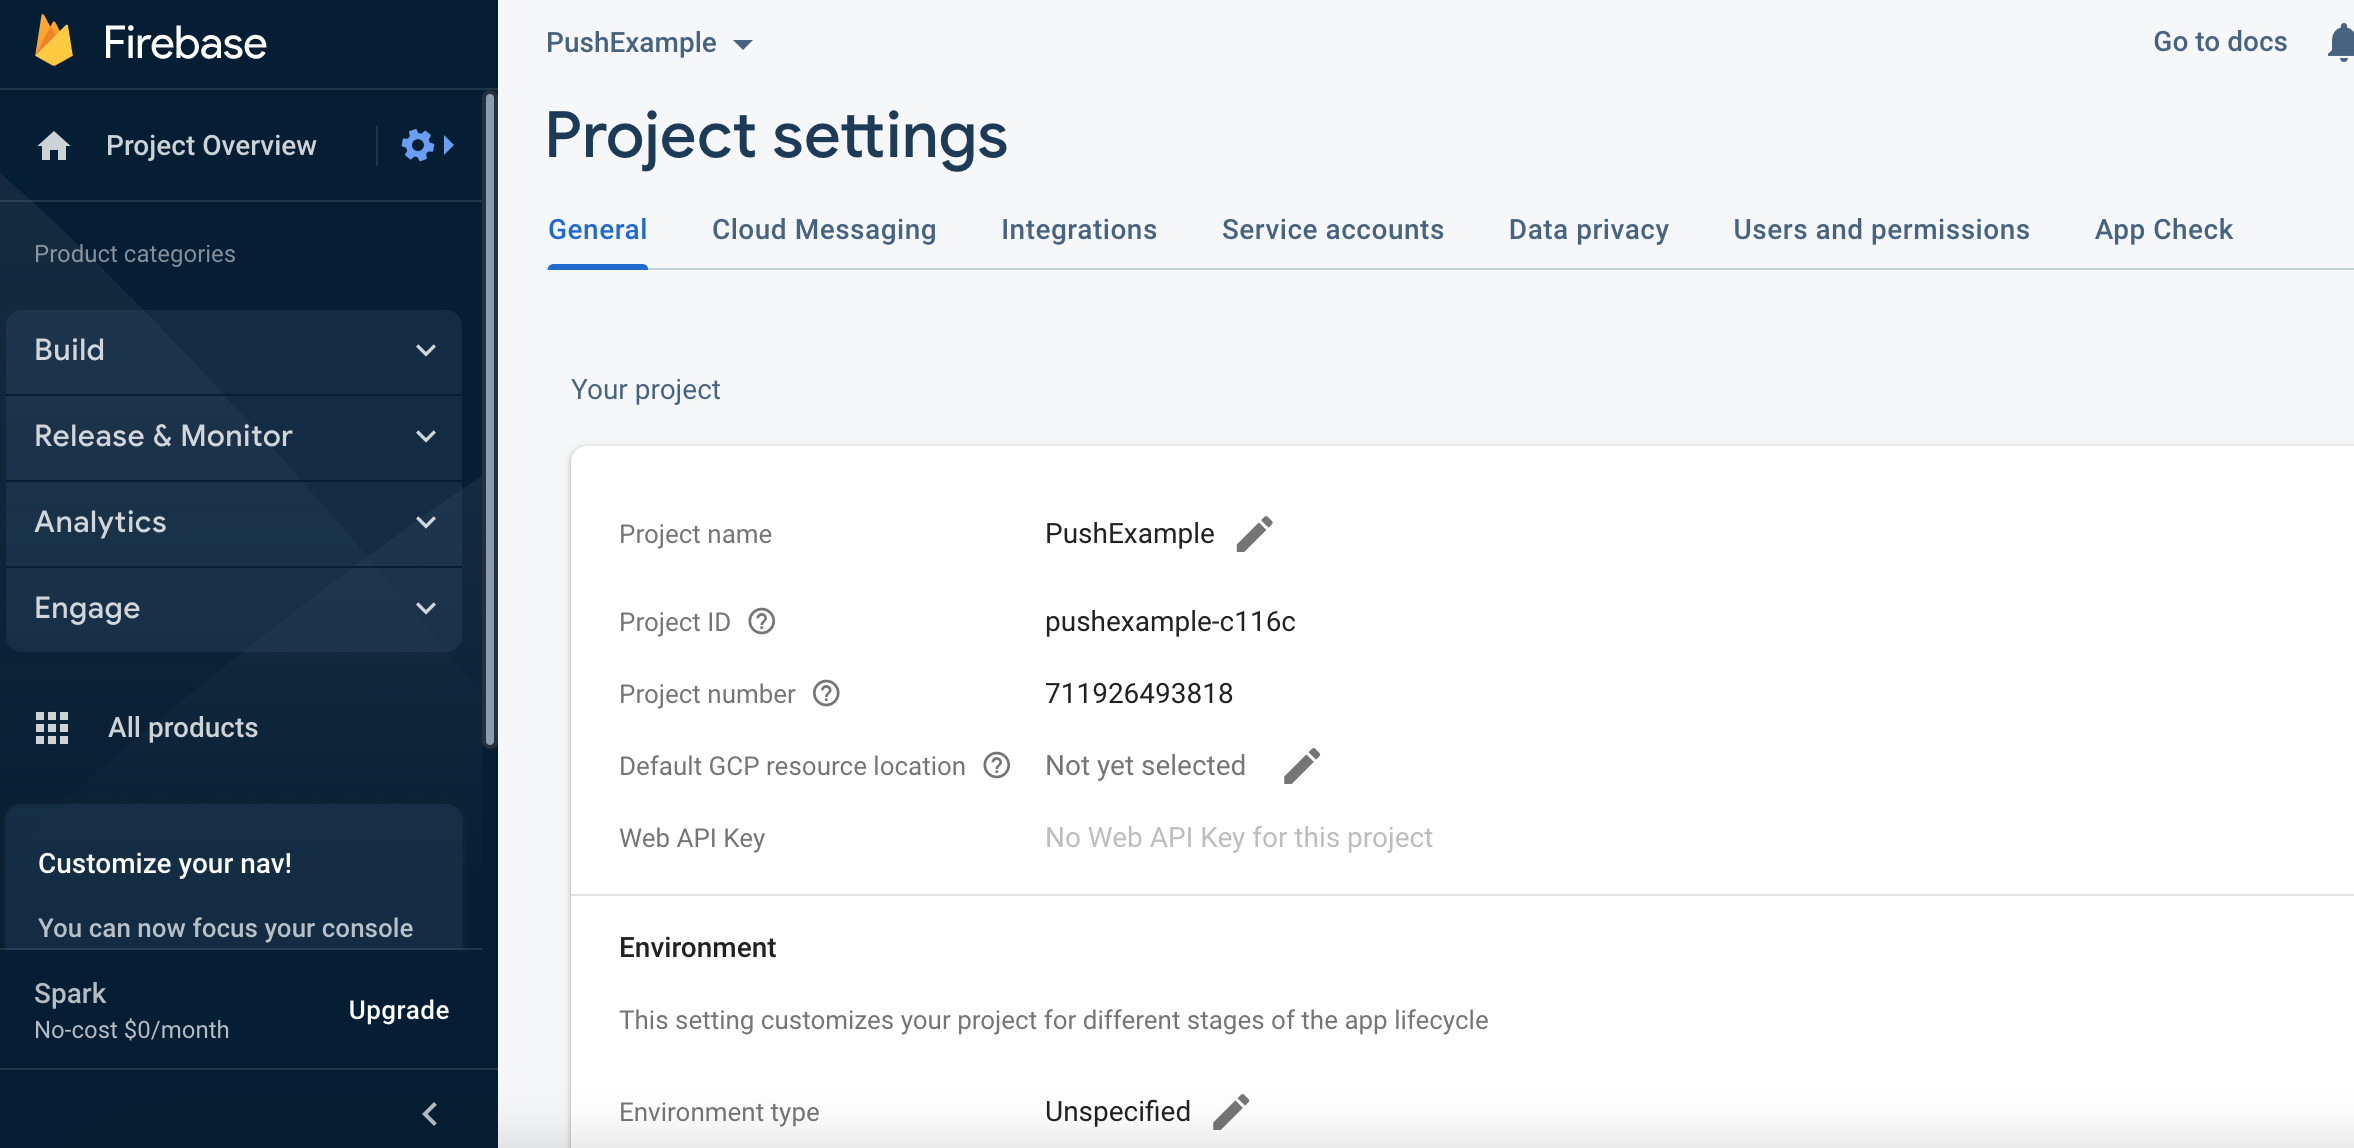 Firebase
Project Overview
Product categories
Build
Release & Monitor
Analytics
Engage
All products
Customize your nav!
You can now focus your console
Spark
No-cost $0/month
Upgrade
PushExample
Go to docs
Project settings
General Cloud Messaging Integrations Service accounts Data privacy Users and permissions App Check
Your project
Project name PushExample
Project ID pushexample-c116c
Project number 711926493818
Default GCP resource location Not yet selected
Web API Key No Web API Key for this project
Environment
This setting customizes your project for different stages of the app lifecycle
Environment type Unspecified